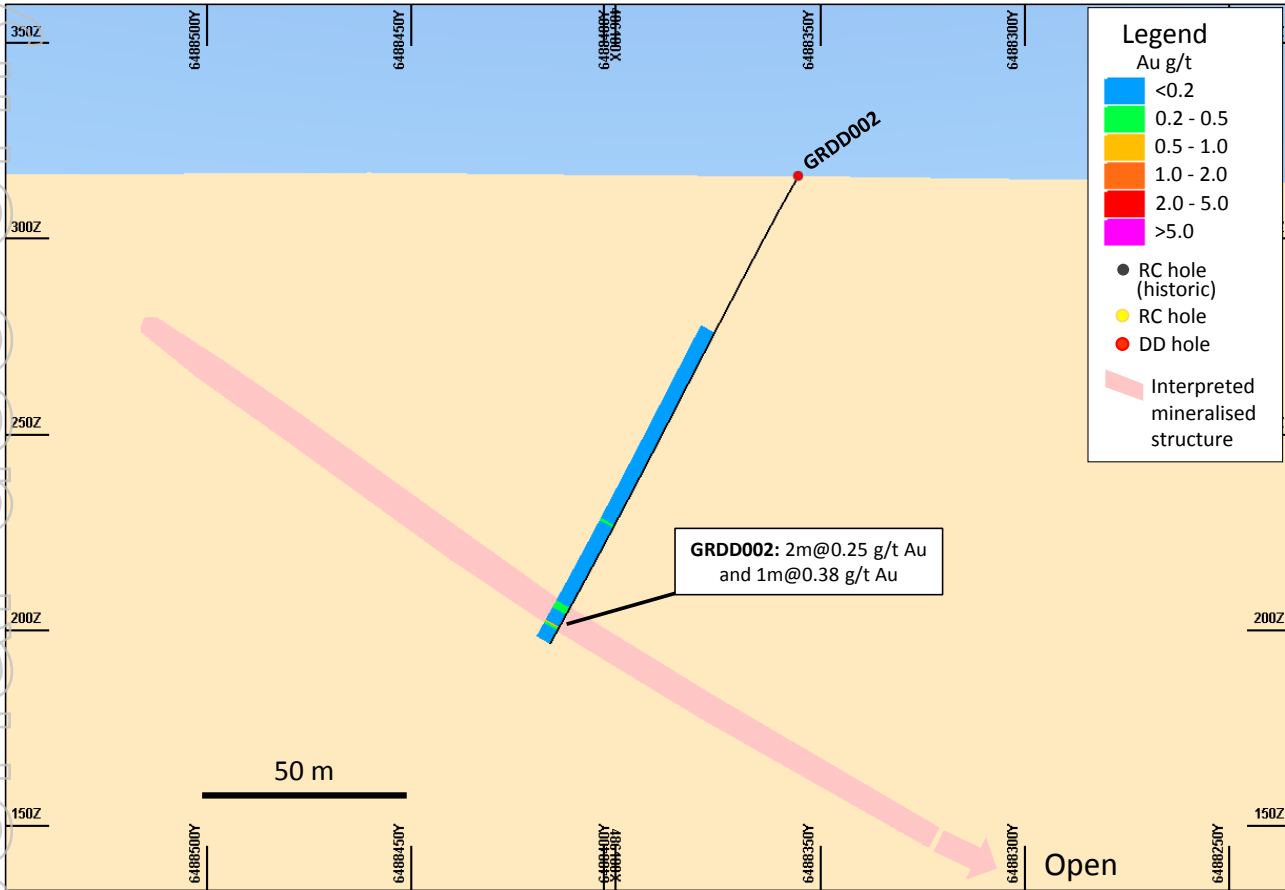 350Z
6488500Y
6488450Y
6488400Y
6488350Y
6488300Y
Legend
Au g/t
<0.2
0.2 - 0.5
0.5 - 1.0
1.0 - 2.0
2.0 - 5.0
>5.0
RC hole
(historic)
RC hole
DD hole
Interpreted
mineralised
structure
GRDD002
300Z
250Z
GRDD002: 2m@0.25 g/t Au
and 1m@0.38 g/t Au
200Z
200Z
50 m
150Z
150Z
6488500Y
6488450Y
6488400Y
6488350Y
6488300Y
6488250Y
Open